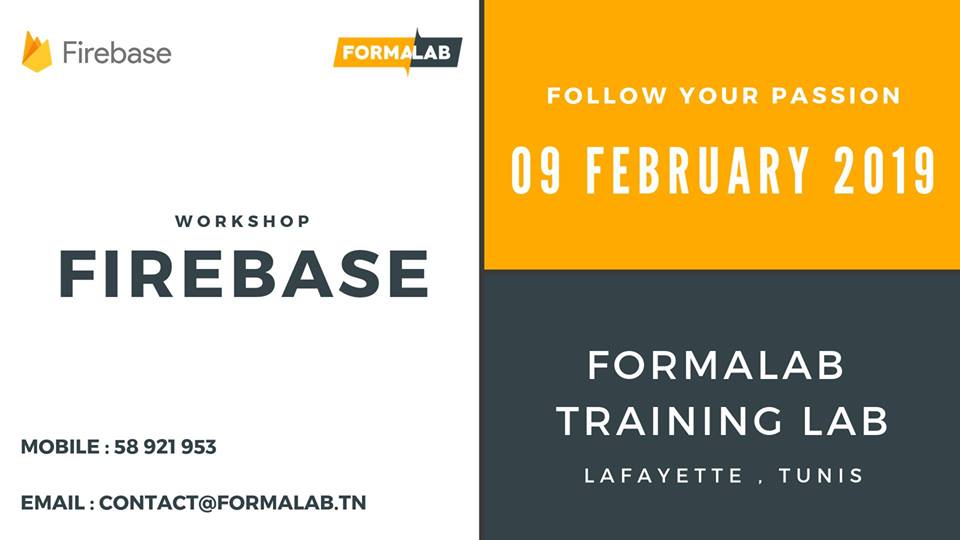 Firebase
FORMALAB
WORKSHOP
FIREBASE
MOBILE : 58 921 953
EMAIL : CONTACT@FORMALAB.TN
FOLLOW YOUR PASSION
09 FEBRUARY 2019
FORMALAB
TRAINING LAB
LAFAYETTE , TUNIS